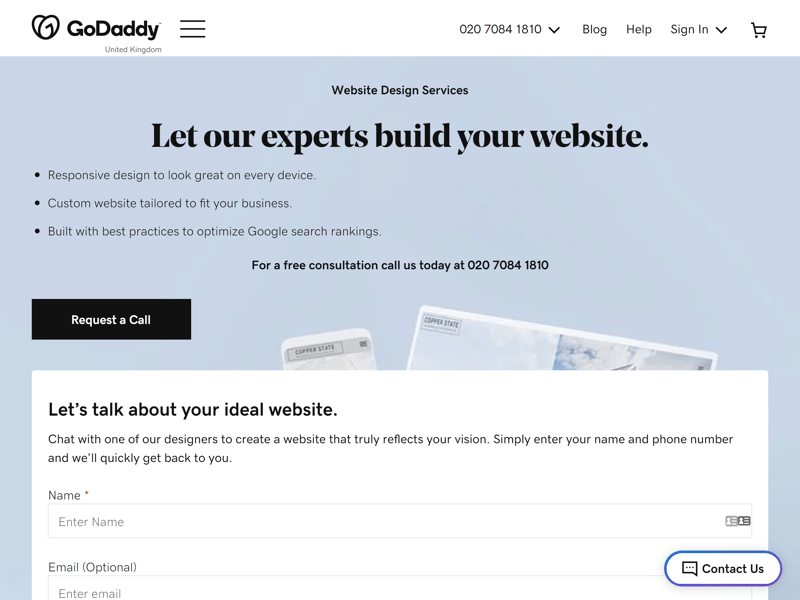 GoDaddy
United Kingdom
020 7084 1810
Blog
Help
Sign In
Website Design Services
Let our experts build your website.
Responsive design to look great on every device.
Custom website tailored to fit your business.
Built with best practices to optimize Google search rankings.
For a free consultation call us today at 020 7084 1810
Request a Call
COPPER STATE
COPPER STATE
Let's talk about your ideal website.
Chat with one of our designers to create a website that truly reflects your vision. Simply enter your name and phone number
and we'll quickly get back to you.
Name *
Enter Name
Email (Optional)
Enter email
Contact Us